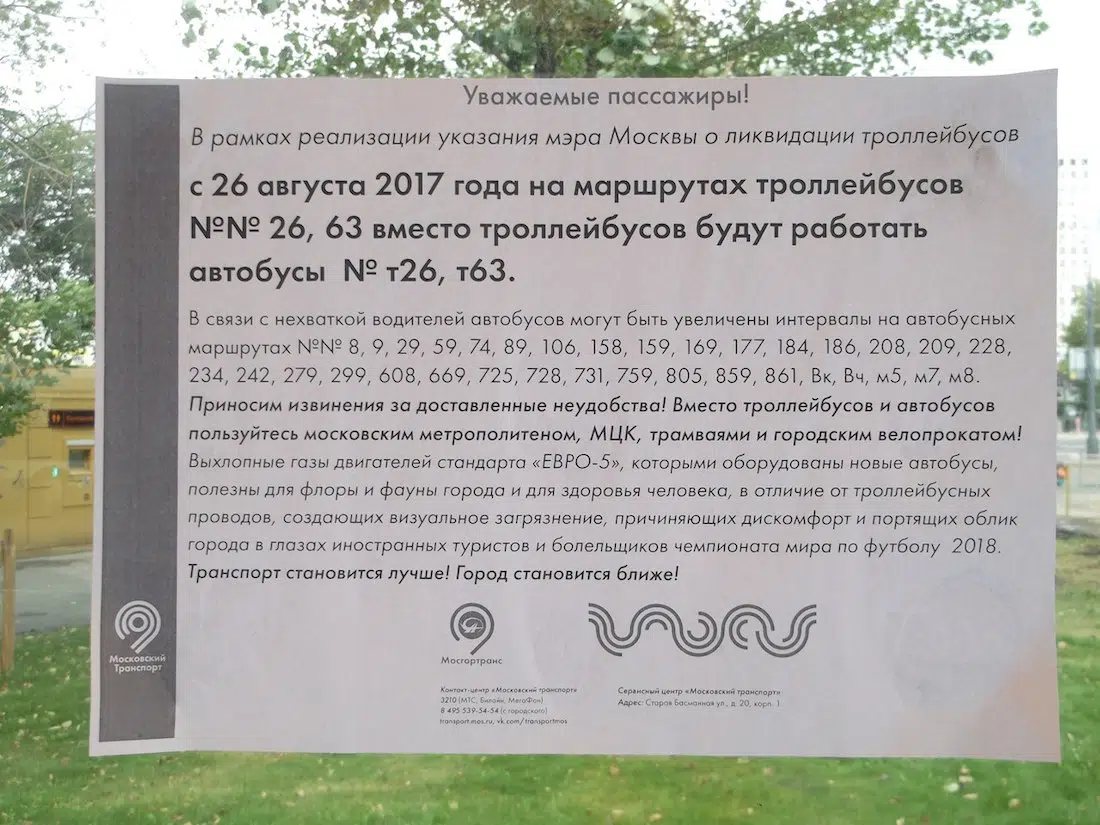 Уважаемые пассажиры!
В рамках реализации указания мэра Москвы о ликвидации троллейбусов
с 26 августа 2017 года на маршрутах троллейбусов
№№ 26, 63 вместо троллейбусов будут работать
автобусы № т26, т63.
В связи с нехваткой водителей автобусов могут быть увеличены интервалы на автобусных
маршрутах №№ 8, 9, 29, 59, 74, 89, 106, 158, 159, 169, 177, 184, 186, 208, 209, 228,
234, 242, 279, 299, 608, 669, 725, 728, 731, 759, 805, 859, 861, Вк, Вч, м5, м7, м8.
Приносим извинения за доставленные неудобства! Вместо троллейбусов и автобусов
пользуйтесь московским метрополитеном, МЦК, трамваями и городским велопрокатом!
Выхлопные газы двигателей стандарта «ЕВРО-5», которыми оборудованы новые автобусы,
полезны для флоры и фауны города и для здоровья человека, в отличие от троллейбусных
проводов, создающих визуальное загрязнение, причиняющих дискомфорт и портящих облик
города в глазах иностранных туристов и болельщиков чемпионата мира по футболу 2018.
Транспорт становится лучше! Город становится ближе!
Московский
Транспорт
Мосгортранс
Контакт-центр «Московский транспорт»
3210 (МТС, Билайн, МегаФон)
8 495 539-54-54 (с городского)
transport.mos.ru, vk.com/transportmos
Сервисный центр «Московский транспорт»
Адрес: Старая Басманная ул., д. 20, корп. 1